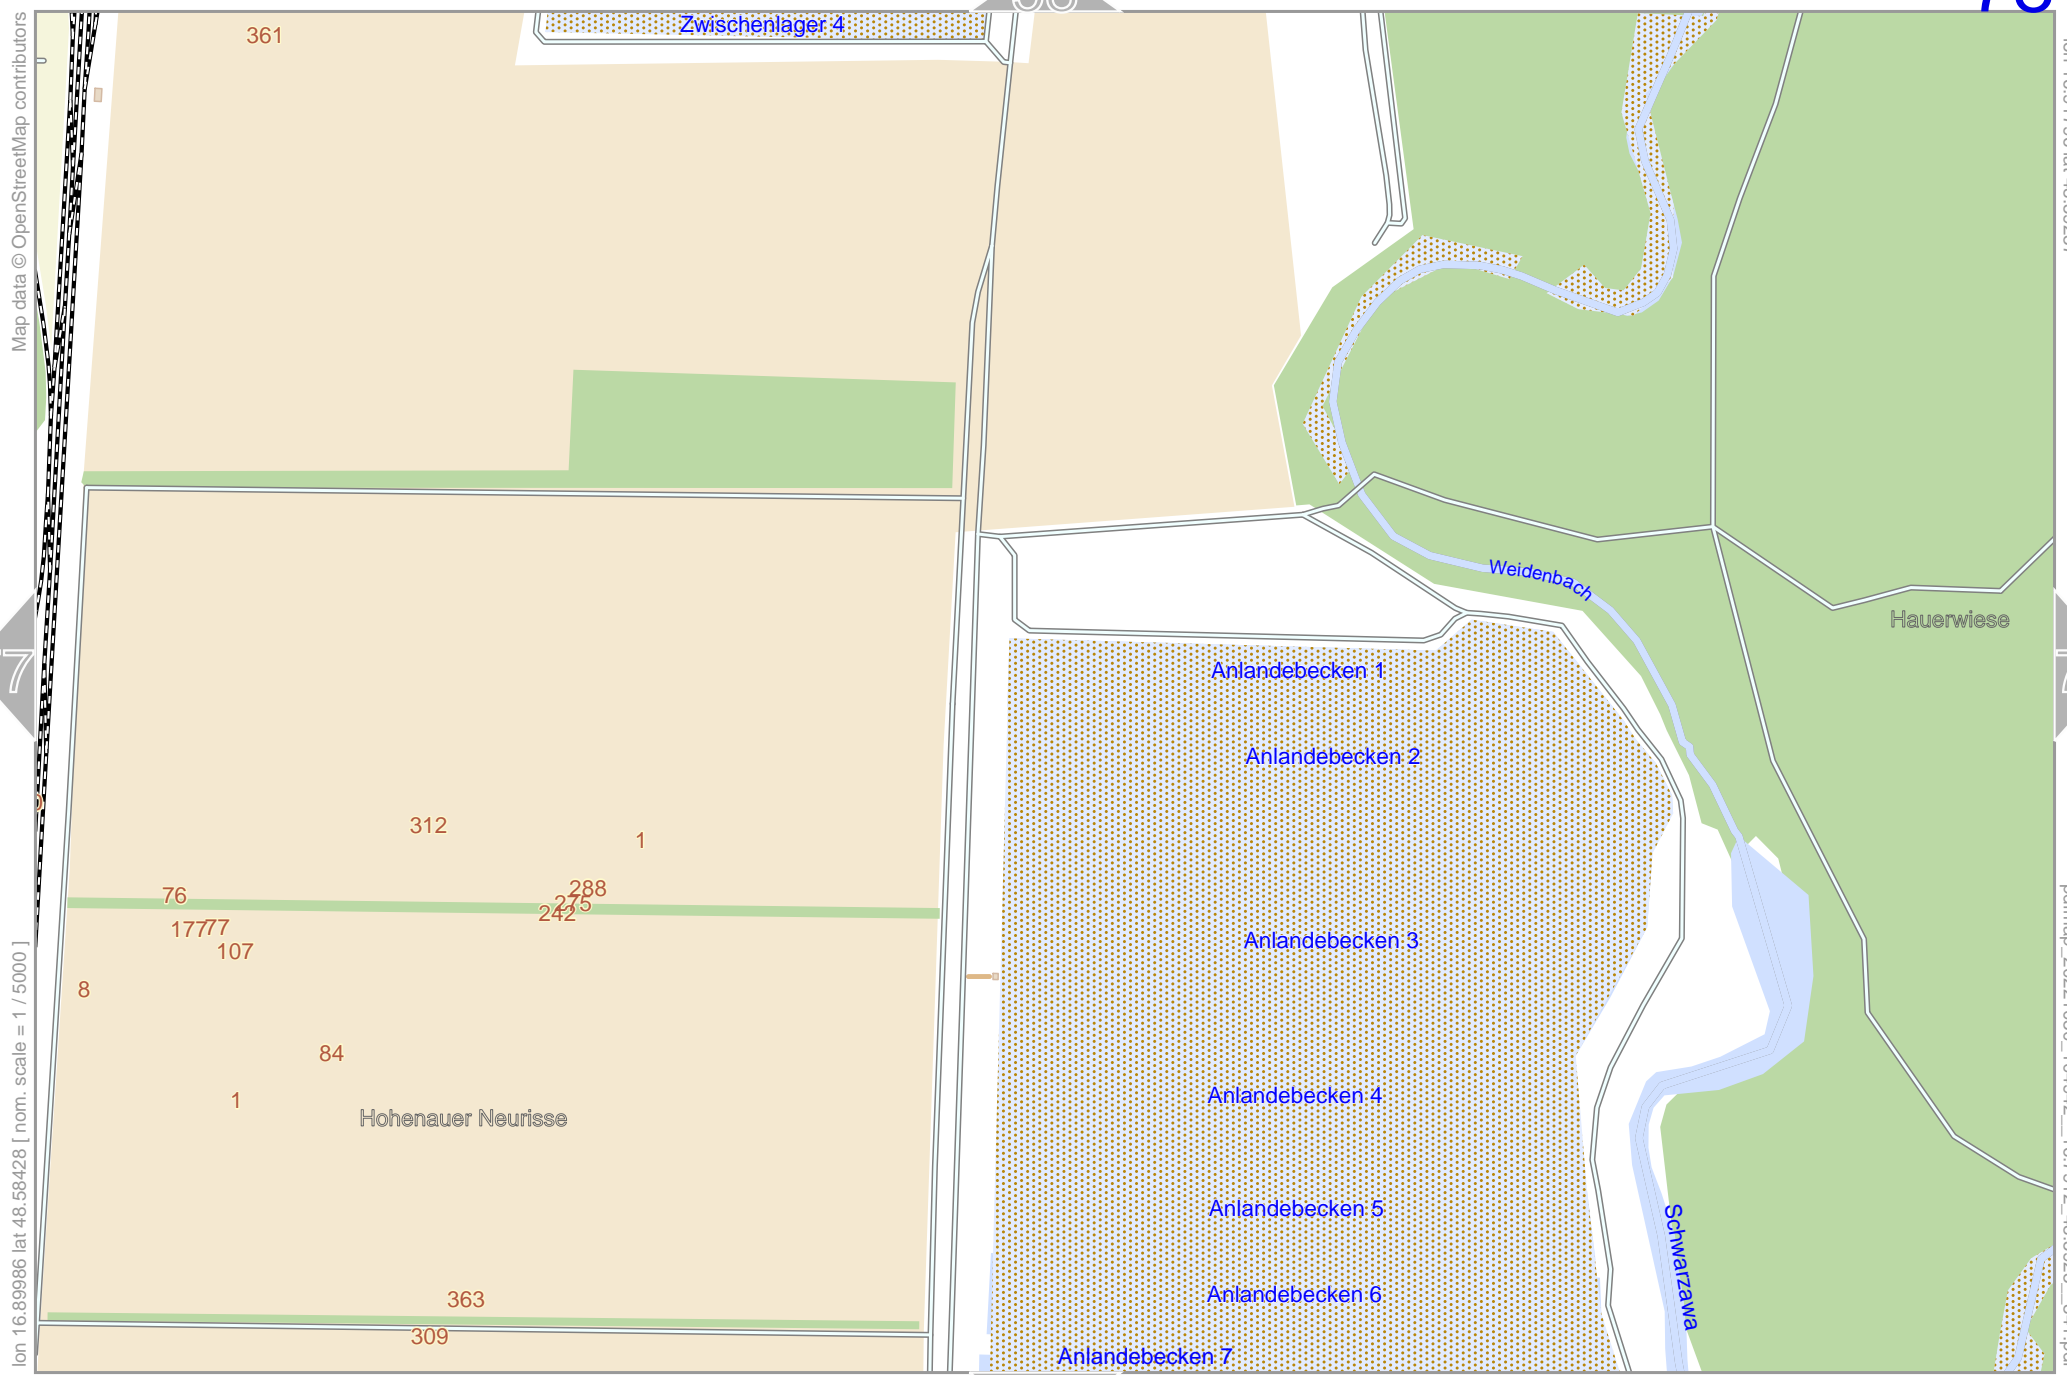 361
Zwischenlager 4
Map data © OpenStreetMap contributors
Weidenbach
Hauerwiese
Anlandebecken 1
Anlandebecken 2
312
1
288
76
275
242
177
77
Anlandebecken 3
107
8
84
Anlandebecken 4
1
Hohenauer Neurisse
Anlandebecken 5
Schwarzawa
Anlandebecken 6
363
309
Anlandebecken 7
lon 16.89986 lat 48.58428 [ nom. scale = 1 / 5000 ]